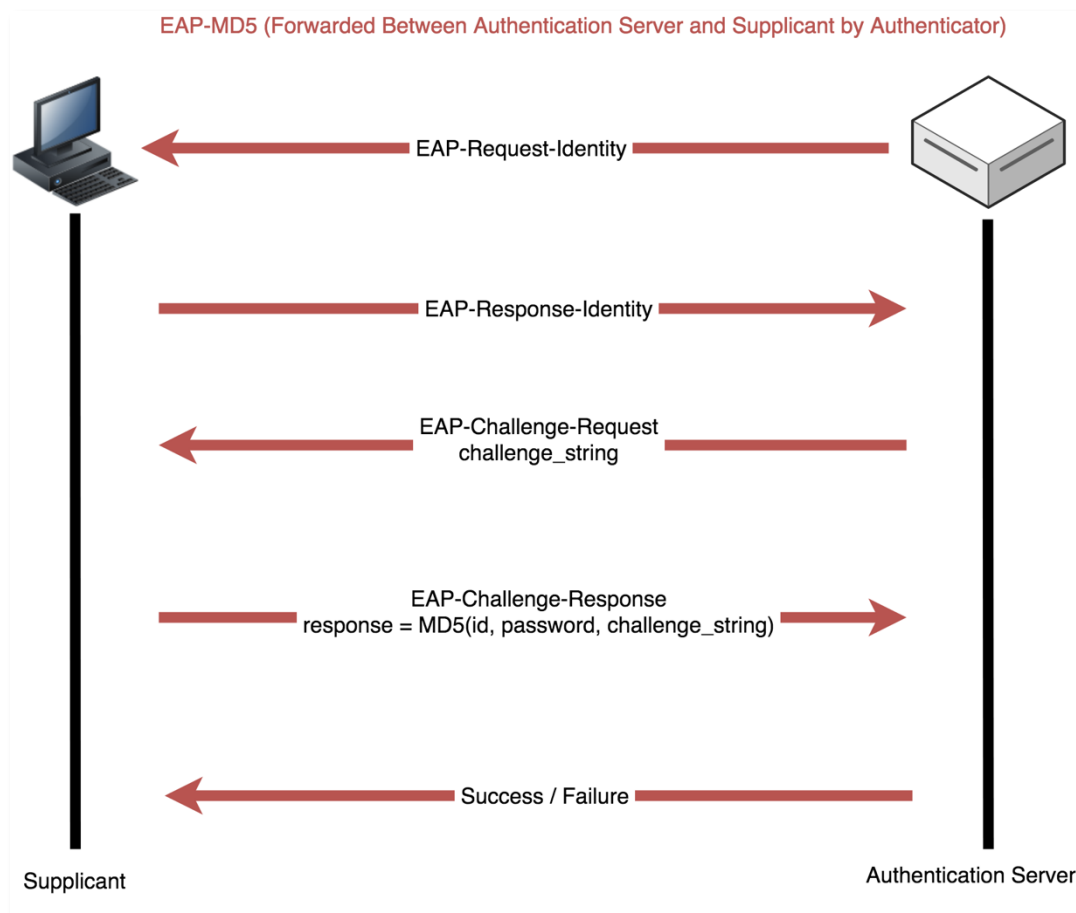 EAP-MD5 (Forwarded Between Authentication Server and Supplicant by Authenticator)
EAP-Request-Identity
EAP-Response-Identity
EAP-Challenge-Request
challenge_string
EAP-Challenge-Response
response = MD5(id, password, challenge_string)
Success / Failure
Supplicant
Authentication Server